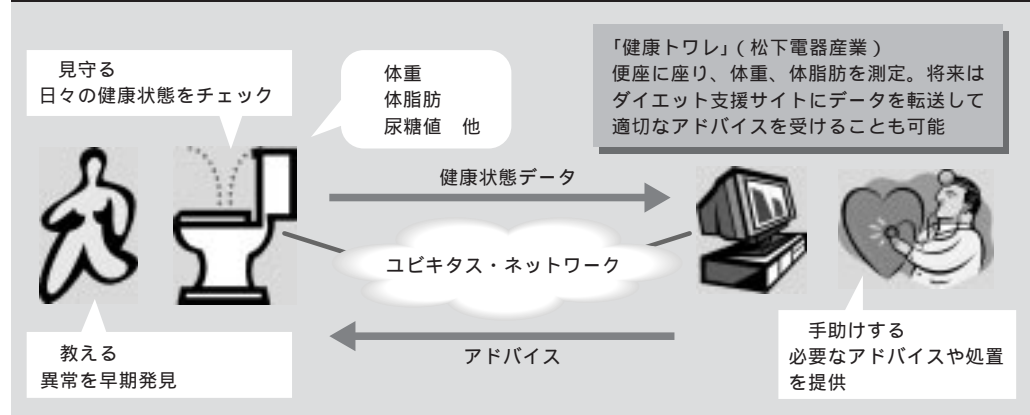 見守る
日々の健康状態をチェック
体重
体脂肪
尿糖値　他
「健康トワレ」(松下電器産業)
便座に座り、体重、体脂肪を測定。将来は
ダイエット支援サイトにデータを転送して
適切なアドバイスを受けることも可能
健康状態データ
ユビキタス・ネットワーク
アドバイス
教える
異常を早期発見
手助けする
必要なアドバイスや処置
を提供